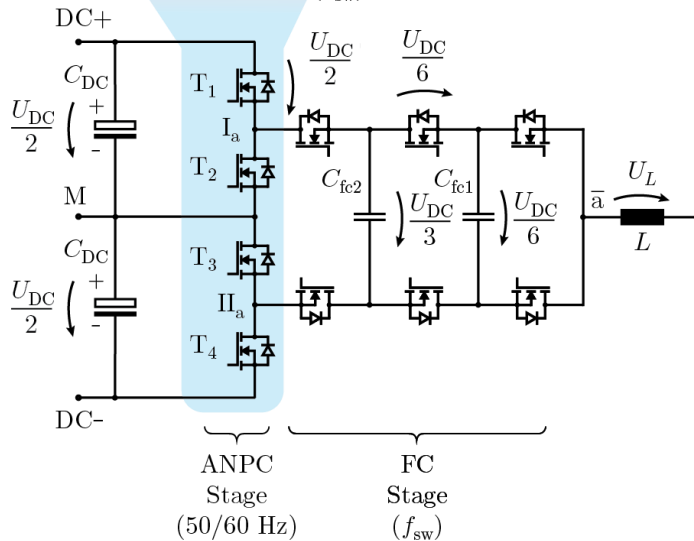 DC+
C_DC
+
-
U_DC/2
T_1
I_a
T_2
U_DC/2
U_DC/6
C_fc2
U_DC/3
C_fc1
U_DC/6
a̅
U_L
L
M
C_DC
+
-
U_DC/2
T_3
II_a
T_4
DC-
ANPC
Stage
(50/60 Hz)
FC
Stage
(f_sw)